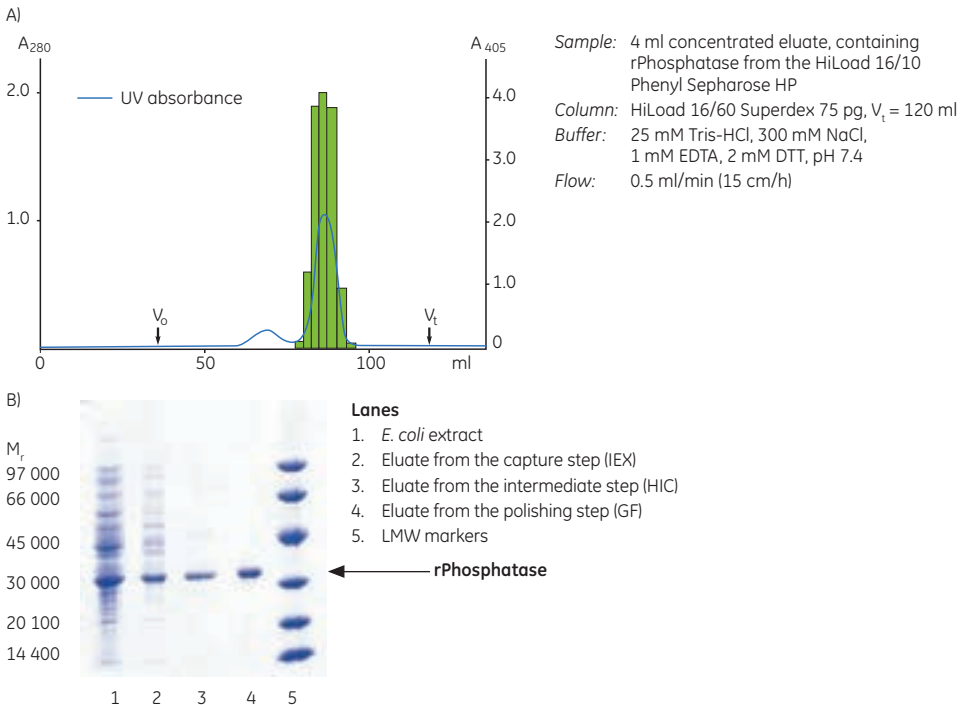 A)
A280
A 405
2.0
1.0
UV absorbance
4.0
3.0
2.0
1.0
0
Vo
Vt
0
50
100
ml
Sample: 4 ml concentrated eluate, containing
rPhosphatase from the HiLoad 16/10
Phenyl Sepharose HP
Column: HiLoad 16/60 Superdex 75 pg, Vt = 120 ml
Buffer: 25 mM Tris-HCl, 300 mM NaCl,
1 mM EDTA, 2 mM DTT, pH 7.4
Flow: 0.5 ml/min (15 cm/h)
B)
Mr
97 000
66 000
45 000
30 000
20 100
14 400
1 2 3 4 5
Lanes
1. E. coli extract
2. Eluate from the capture step (IEX)
3. Eluate from the intermediate step (HIC)
4. Eluate from the polishing step (GF)
5. LMW markers
rPhosphatase